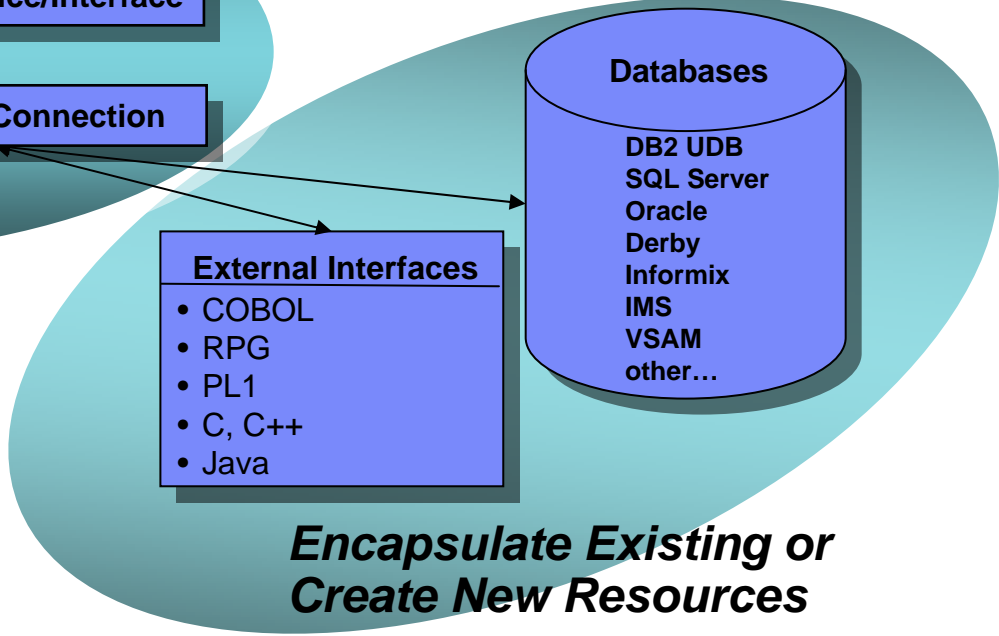 Connection
Databases
DB2 UDB
SQL Server
Oracle
Derby
Informix
IMS
VSAM
other…
External Interfaces
• COBOL
• RPG
• PL1
• C, C++
• Java
Encapsulate Existing or
Create New Resources